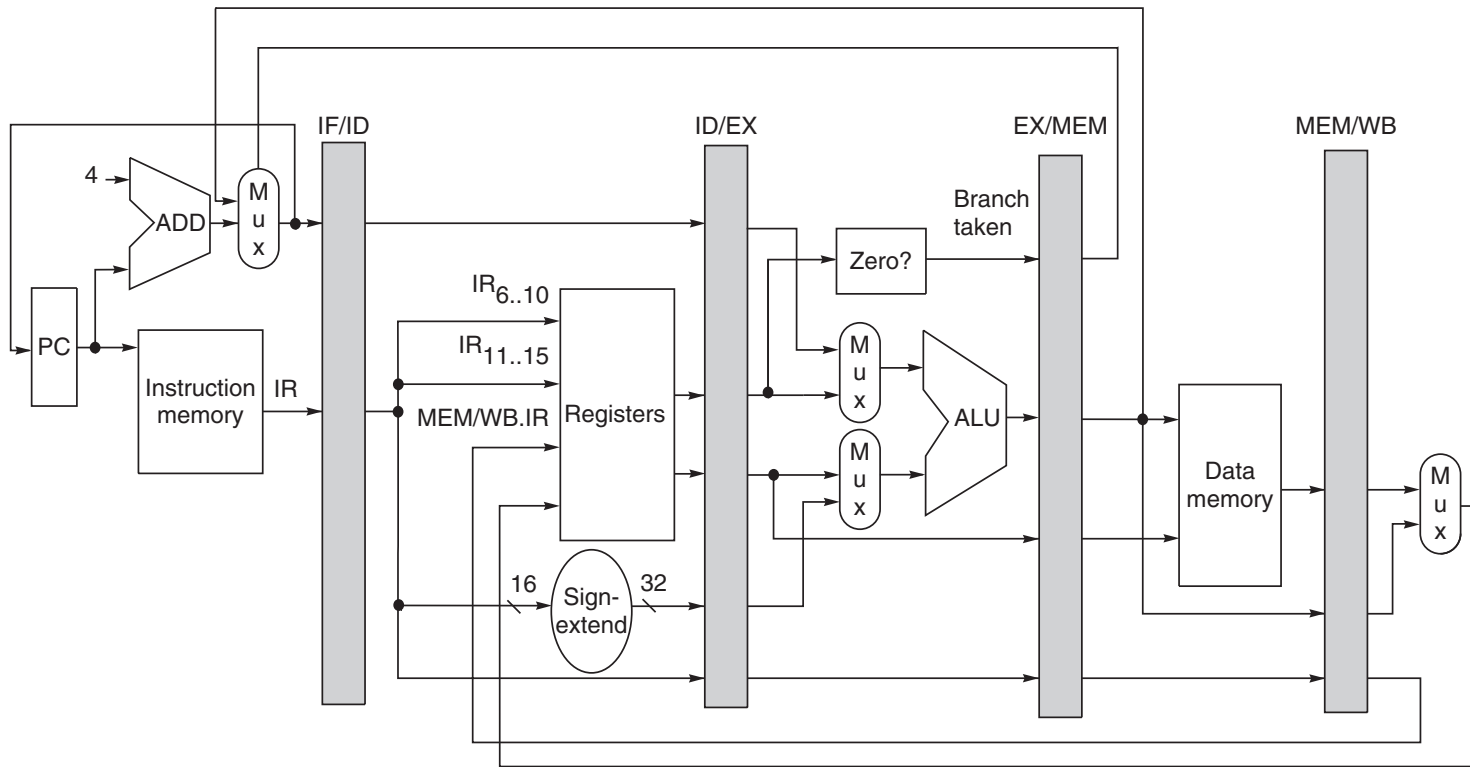 IF/ID
ID/EX
EX/MEM
MEM/WB
4
ADD
M
u
x
Branch
taken
Zero?
IR6..10
IR11..15
MEM/WB.IR
PC
Instruction
memory
IR
Registers
M
u
x
M
u
x
ALU
Data
memory
M
u
x
16
Sign-
extend
32